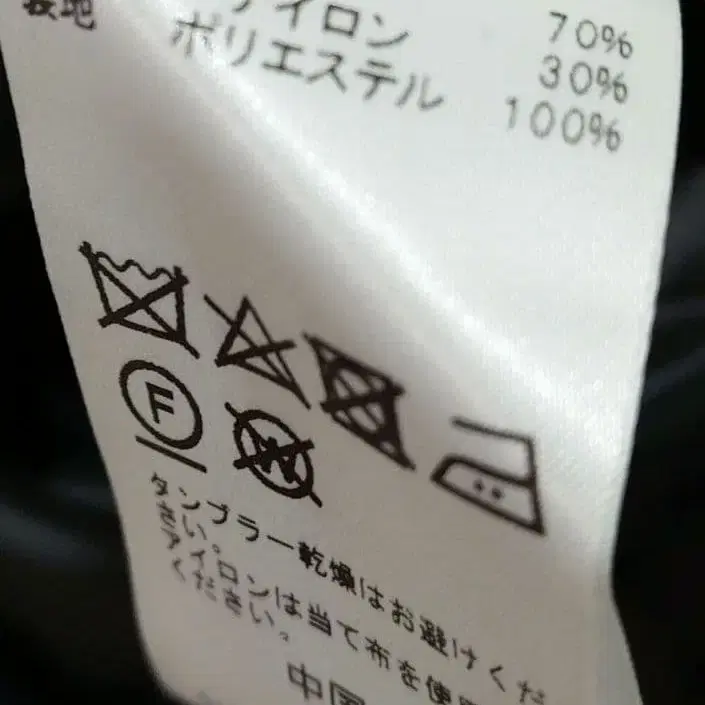 70%
イロン 30%
地 ポリエステル 100%
F W
タンブラー乾燥はお避けくだ
さい。
アイロンは当て布を使用
ください。
中国